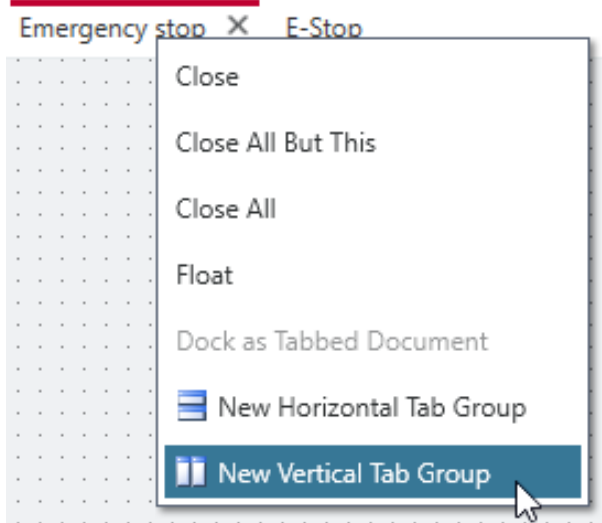 Emergency stop E-Stop
Close
Close All But This
Close All
Float
Dock as Tabbed Document
New Horizontal Tab Group
New Vertical Tab Group